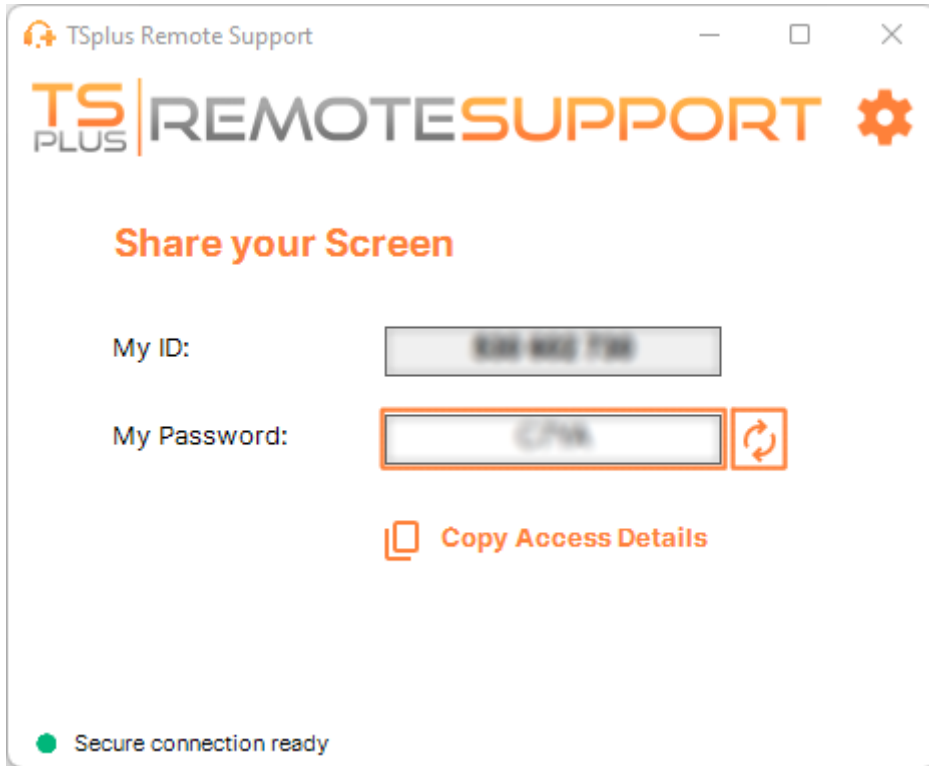 TSplus Remote Support
TS PLUS REMOTESUPPORT
Share your Screen
My ID:
My Password:
Copy Access Details
Secure connection ready